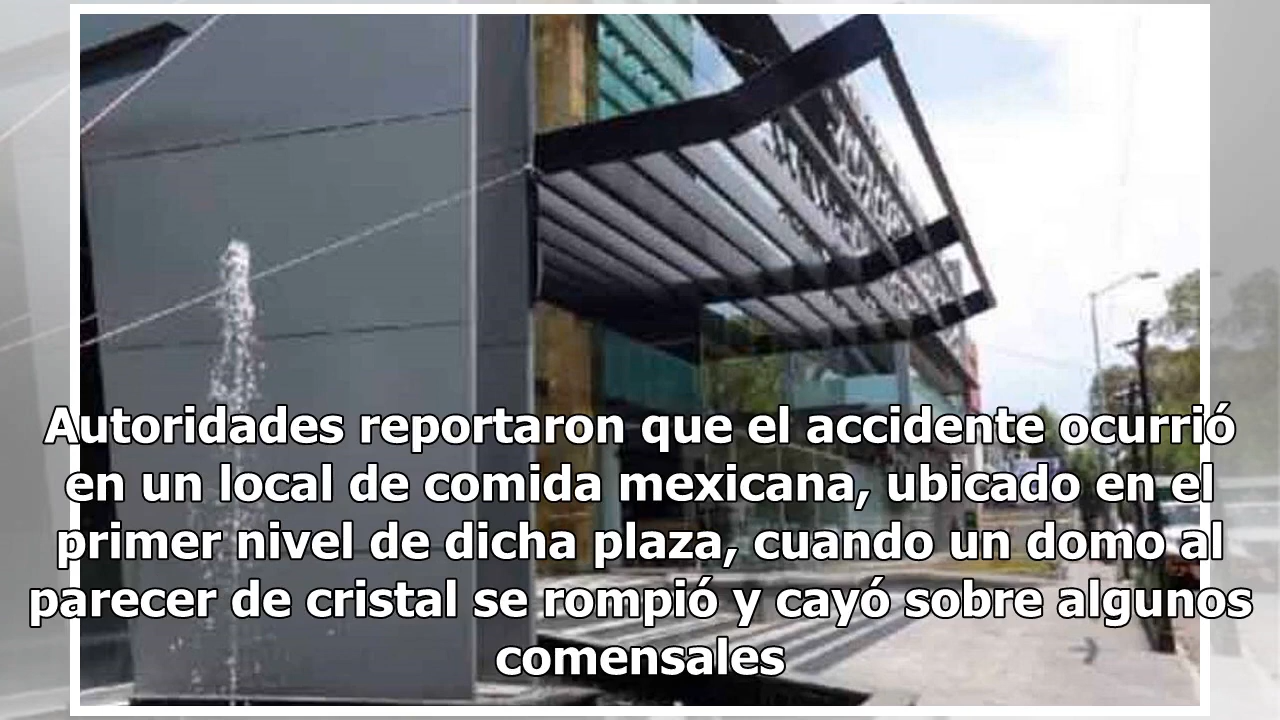 Autoridades reportaron que el accidente ocurrió
en un local de comida mexicana, ubicado en el
primer nivel de dicha plaza, cuando un domo al
parecer de cristal se rompió y cayó sobre algunos
comensales